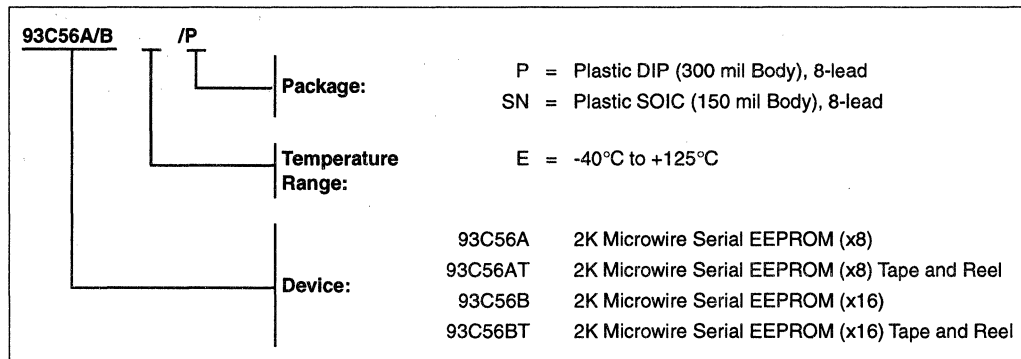 93C56A/B /P
Package: P = Plastic DIP (300 mil Body), 8-lead
SN = Plastic SOIC (150 mil Body), 8-lead
Temperature Range: E = -40°C to +125°C
Device: 93C56A 2K Microwire Serial EEPROM (x8)
93C56AT 2K Microwire Serial EEPROM (x8) Tape and Reel
93C56B 2K Microwire Serial EEPROM (x16)
93C56BT 2K Microwire Serial EEPROM (x16) Tape and Reel